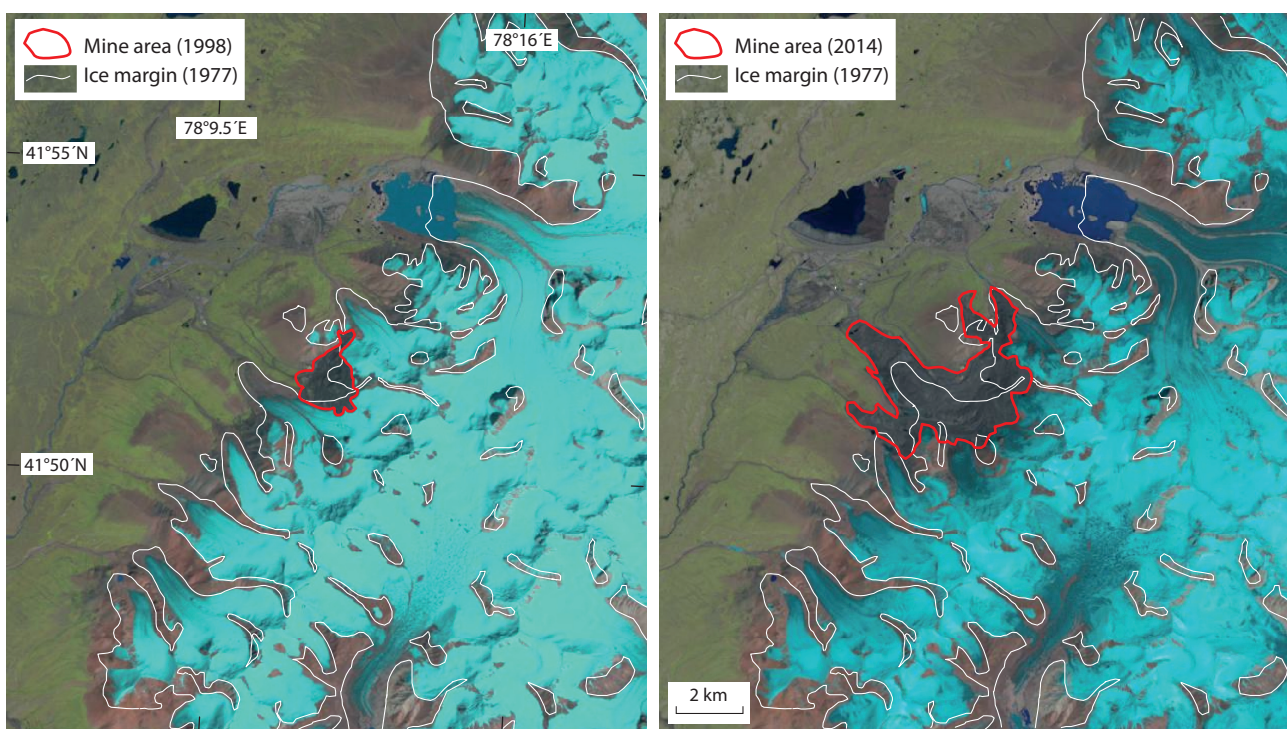 Mine area (1998)
Ice margin (1977)
78°16´E
78°9.5´E
41°55´N
41°50´N
Mine area (2014)
Ice margin (1977)
2 km